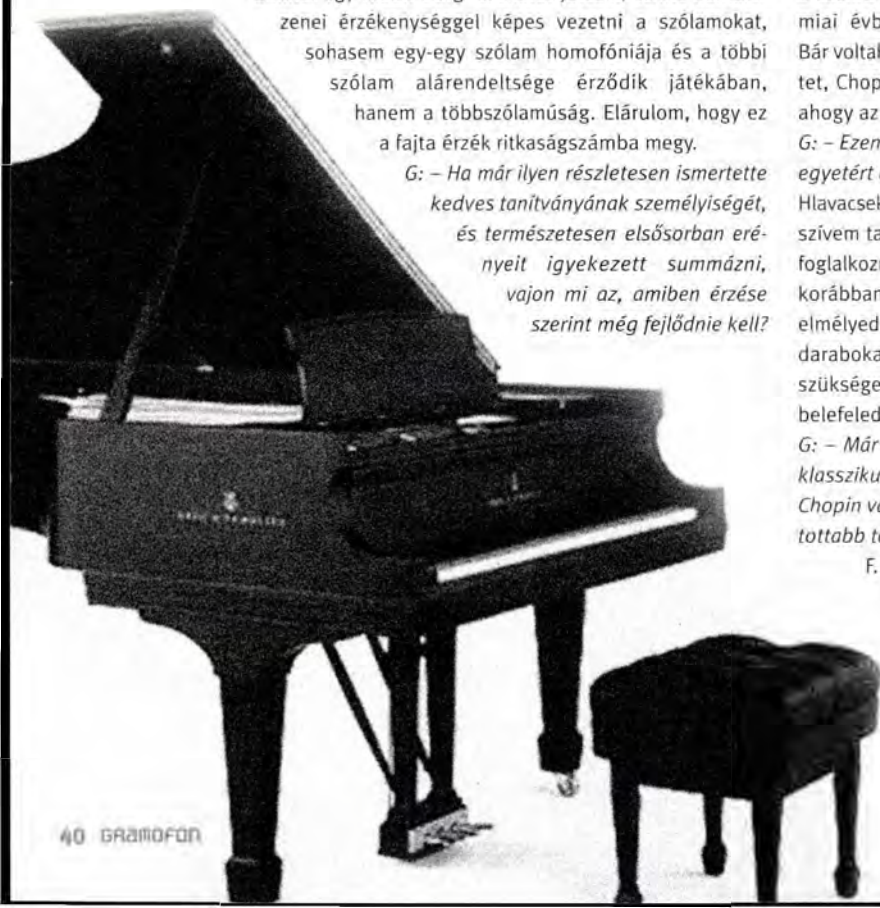 zenei érzékenységgel képes vezetni a szólamokat,
sohasem egy-egy szólam homofóniája és a többi
szólam alárendeltsége érződik játékában,
hanem a többszólamúság. Elárulom, hogy ez
a fajta érzék ritkaságszámba megy.
G: – Ha már ilyen részletesen ismertette
kedves tanítványának személyiségét,
és természetesen elsősorban eré-
nyeit igyekezett summázni,
vajon mi az, amiben érzése
szerint még fejlődnie kell?
miai évb
Bár voltak
tet, Chop
ahogy az
G: – Ezen
egyetért
Hlavacsek
szívem ta
foglalkoz
korábban
elmélyed
daraboka
szüksége
belefeled
G: – Már
klassziku
Chopin va
tottabb t
F.
40 GRAMOFON